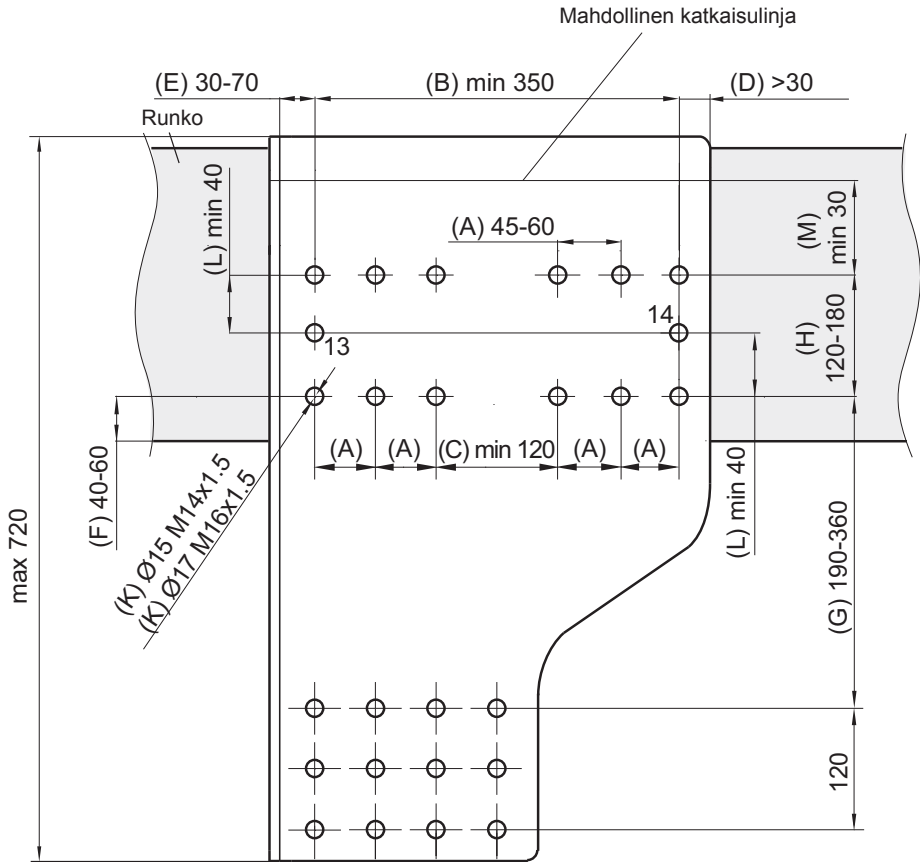 Mahdollinen katkaisulinja
(E) 30-70
(B) min 350
(D) >30
Runko
(L) min 40
(A) 45-60
(M)
min 30
14
13
(H)
120-180
(A)
(A)
(C) min 120
(A)
(A)
(F) 40-60
(K) Ø15 M14x1.5
(K) Ø17 M16x1.5
(L) min 40
(G) 190-360
max 720
120